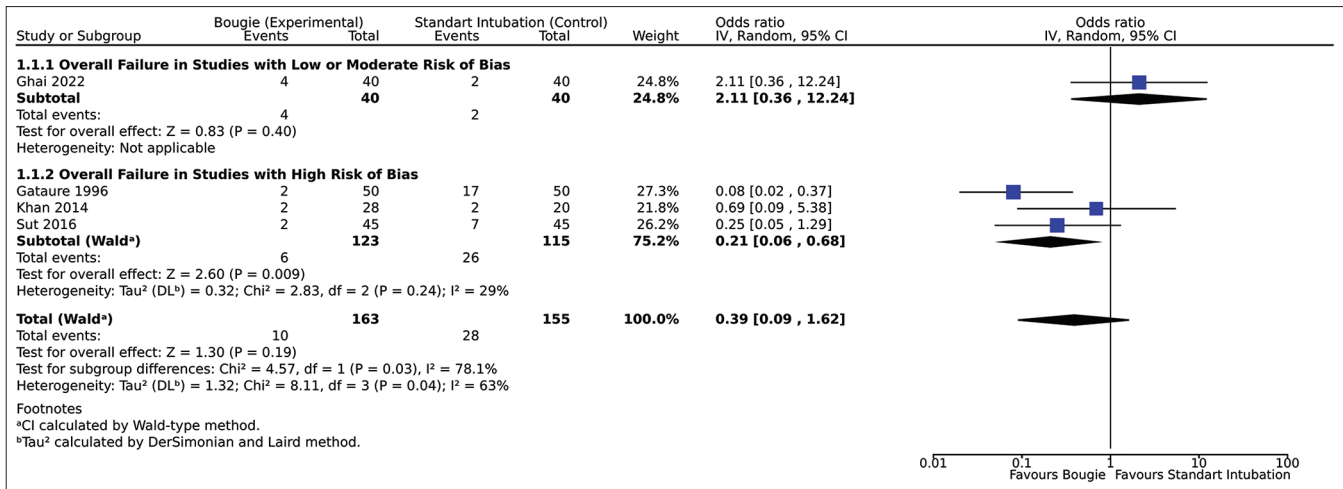 Bougie (Experimental) Standart Intubation (Control) Odds ratio Odds ratio
Study or Subgroup Events Total Events Total Weight IV, Random, 95% CI IV, Random, 95% CI
1.1.1 Overall Failure in Studies with Low or Moderate Risk of Bias
Ghai 2022 4 40 2 40 24.8% 2.11 [0.36 , 12.24]
Subtotal 40 40 24.8% 2.11 [0.36 , 12.24]
Total events: 4 2
Test for overall effect: Z = 0.83 (P = 0.40)
Heterogeneity: Not applicable
1.1.2 Overall Failure in Studies with High Risk of Bias
Gataure 1996 2 50 17 50 27.3% 0.08 [0.02 , 0.37]
Khan 2014 2 28 2 20 21.8% 0.69 [0.09 , 5.38]
Sut 2016 2 45 7 45 26.2% 0.25 [0.05 , 1.29]
Subtotal (Waldᵃ) 123 115 75.2% 0.21 [0.06 , 0.68]
Total events: 6 26
Test for overall effect: Z = 2.60 (P = 0.009)
Heterogeneity: Tau² (DLᵇ) = 0.32; Chi² = 2.83, df = 2 (P = 0.24); I² = 29%
Total (Waldᵃ) 163 155 100.0% 0.39 [0.09 , 1.62]
Total events: 10 28
Test for overall effect: Z = 1.30 (P = 0.19)
Test for subgroup differences: Chi² = 4.57, df = 1 (P = 0.03), I² = 78.1%
Heterogeneity: Tau² (DLᵇ) = 1.32; Chi² = 8.11, df = 3 (P = 0.04); I² = 63%
Footnotes
ᵃCI calculated by Wald-type method.
ᵇTau² calculated by DerSimonian and Laird method.
0.01 0.1 1 10 100
Favours Bougie Favours Standart Intubation